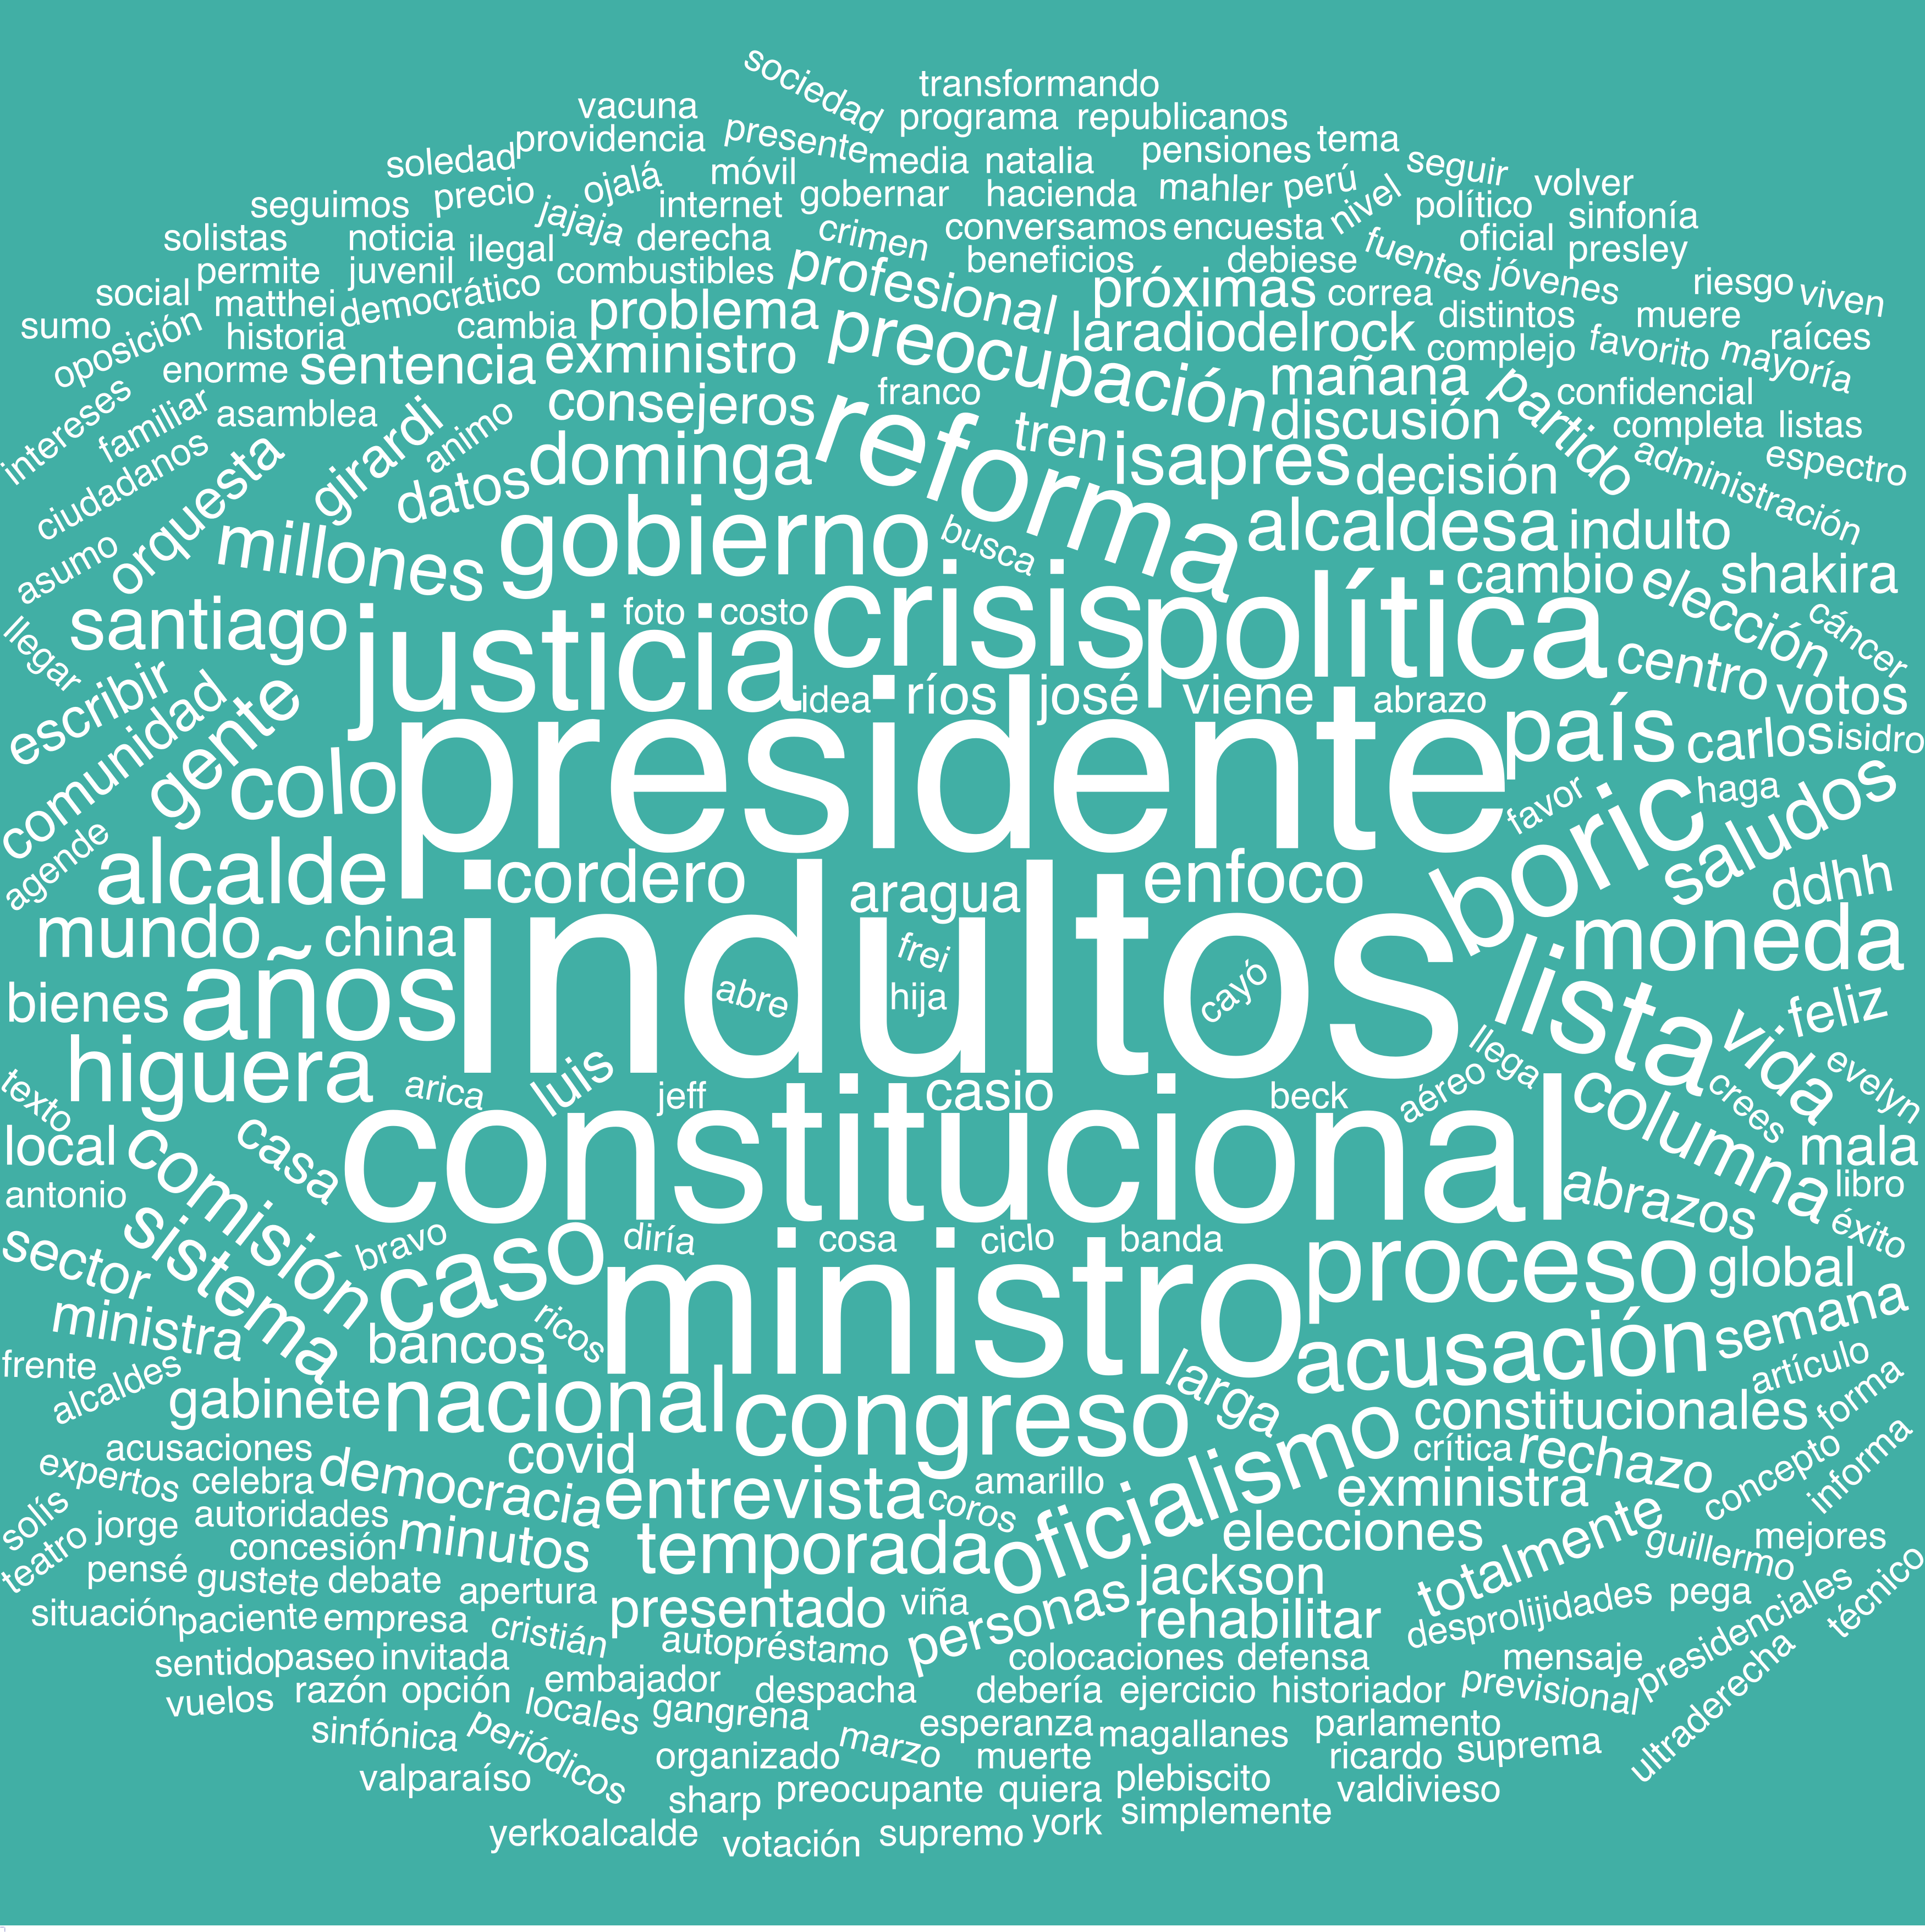 sociedad transformando
vacuna programa republicanos
providencia presente tema
soledad móvil media natalia pensiones seguir
seguimos precio ojalá internet gobernar hacienda mahler perú nivel político volver
solistas noticia jajaja derecha crimen conversamos encuesta fuentes oficial sinfonía
permite juvenil ilegal combustibles profesional beneficios debiese jóvenes presley
social matthei democrático problema próximas correa riesgo viven
sumo historia cambia preocupación laradiodelrock distintos muere raíces
oposición enorme sentencia exministro complejo favorito mayoría
intereses familiar asamblea consejeros franco mañana partido confidencial
ciudadanos girardi animo reforma tren discusión completa listas
orquesta datos dominga isapres decisión administración espectro
asumo millones gobierno busca alcaldesa indulto
santiago foto costo crisis política cambio elección shakira cáncer
llegar justicia
escribir idea ríos josé viene abrazo centro votos
comunidad gente colo presidente país carlos isidro
agende favor haga
alcalde cordero aragua enfoco boric saludos ddhh
mundo china frei moneda
bienes años indultos abre hija cayó lista vida feliz
higuera arica luis jeff casio beck aéreo llega columna crees evelyn
texto
local comisión casa constitucional mala
antonio abrazos libro
sector sistema bravo caso diría cosa ciclo banda éxito
ministra ricos ministro proceso global
frente bancos larga acusación semana
alcaldes gabinete nacional congreso constitucionales artículo forma
acusaciones covid oficialismo crítica rechazo
expertos celebra democracia entrevista amarillo exministra concepto informa
solís jorge autoridades coros
teatro concesión minutos temporada elecciones totalmente guillermo mejores
pensé gustete debate apertura jackson desprolijidades pega
situación paciente empresa presentado viña personas rehabilitar presidenciales técnico
cristián autopréstamo
sentido paseo invitada embajador colocaciones defensa mensaje
vuelos razón opción locales gangrena despacha debería ejercicio historiador previsional ultraderecha
sinfónica periódicos esperanza magallanes parlamento
organizado marzo muerte ricardo suprema
valparaíso preocupante quiera plebiscito valdivieso
sharp simplemente
yerkoalcalde votación supremo york